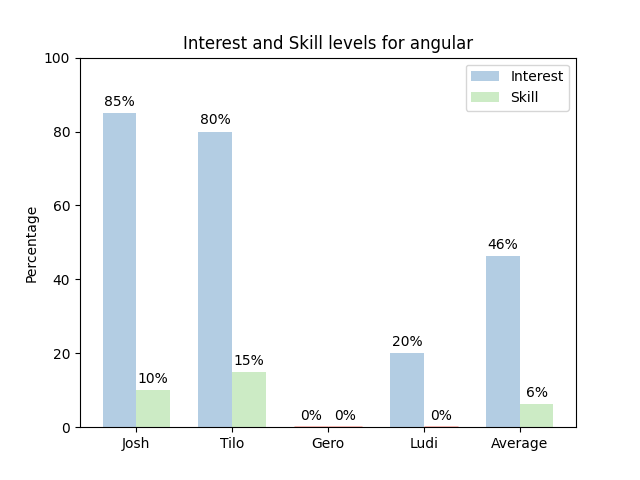 Interest and Skill levels for angular
100
80
60
40
20
0
Percentage
Interest
Skill
85%
10%
80%
15%
0%
0%
20%
0%
46%
6%
Josh
Tilo
Gero
Ludi
Average